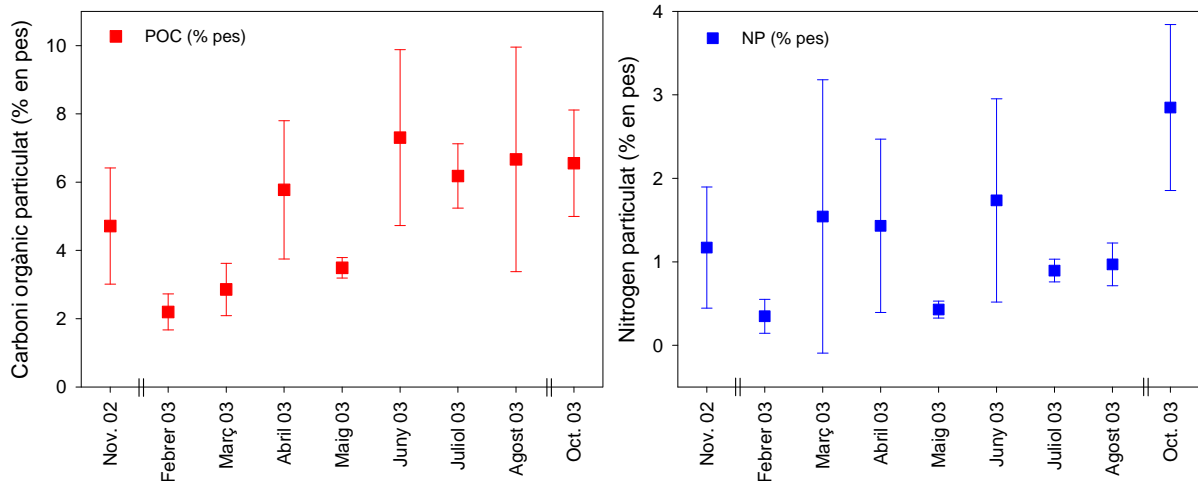 Carboni orgànic particulat (% en pes)
POC (% pes)
10
8
6
4
2
0
Nov. 02
Febrer 03
Març 03
Abril 03
Maig 03
Juny 03
Juliol 03
Agost 03
Oct. 03
Nitrogen particulat (% en pes)
NP (% pes)
4
3
2
1
0
Nov. 02
Febrer 03
Març 03
Abril 03
Maig 03
Juny 03
Juliol 03
Agost 03
Oct. 03